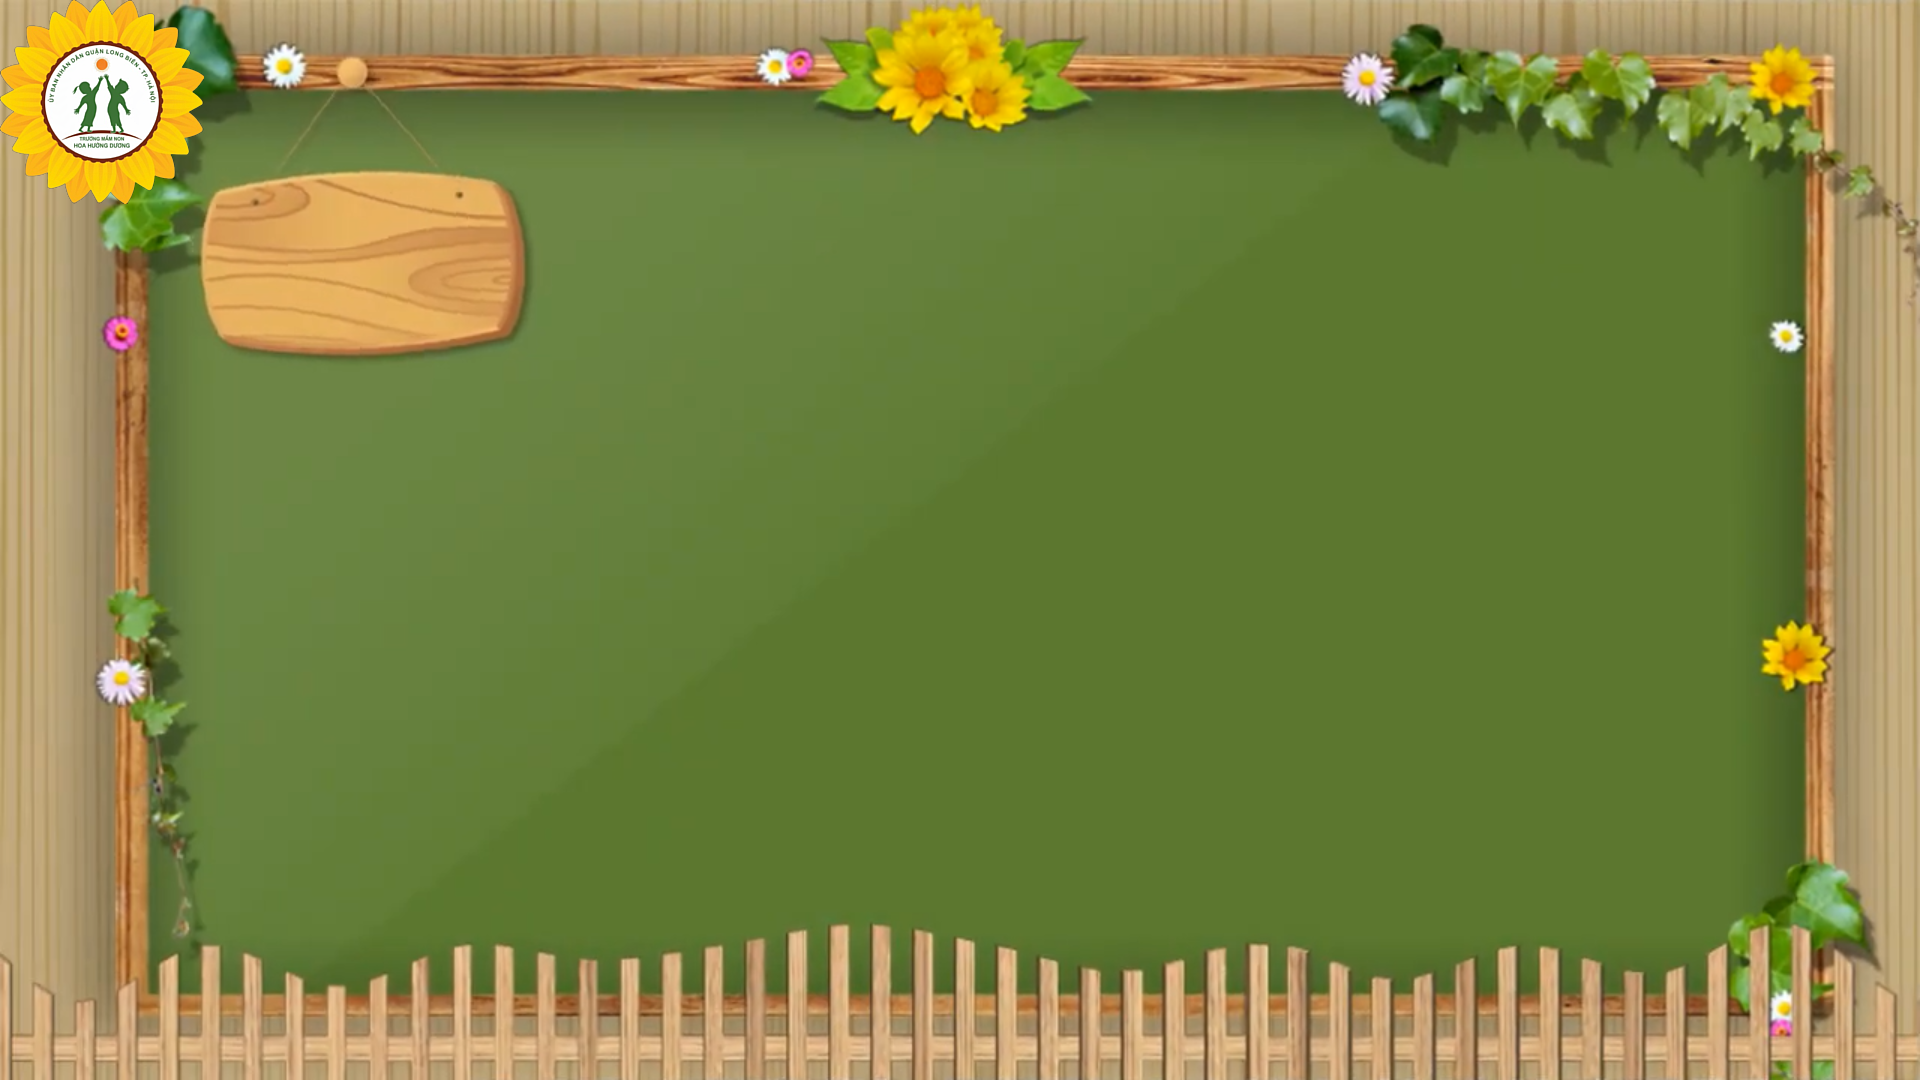 ỦY BAN NHÂN DÂN QUẬN LONG BIÊN - TP. HÀ NỘI
TRƯỜNG MẦM NON
HOA HƯỚNG DƯƠNG